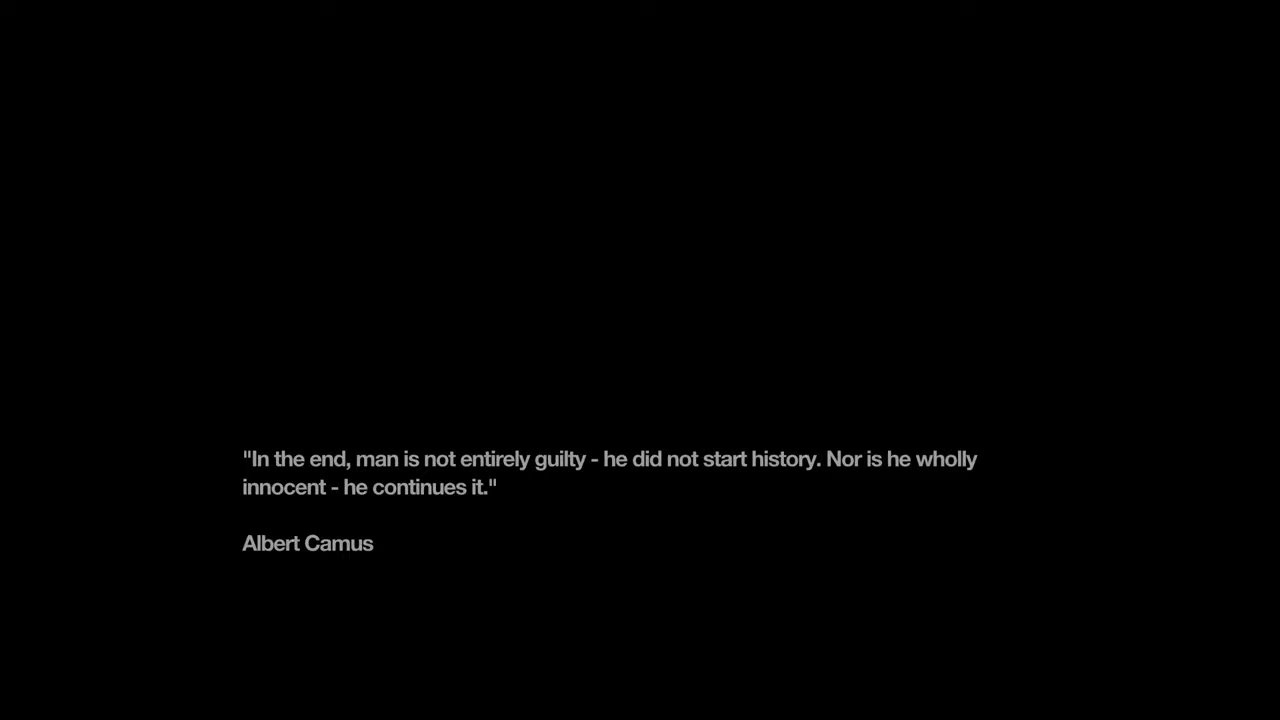 "In the end, man is not entirely guilty - he did not start history. Nor is he wholly
innocent - he continues it."
Albert Camus